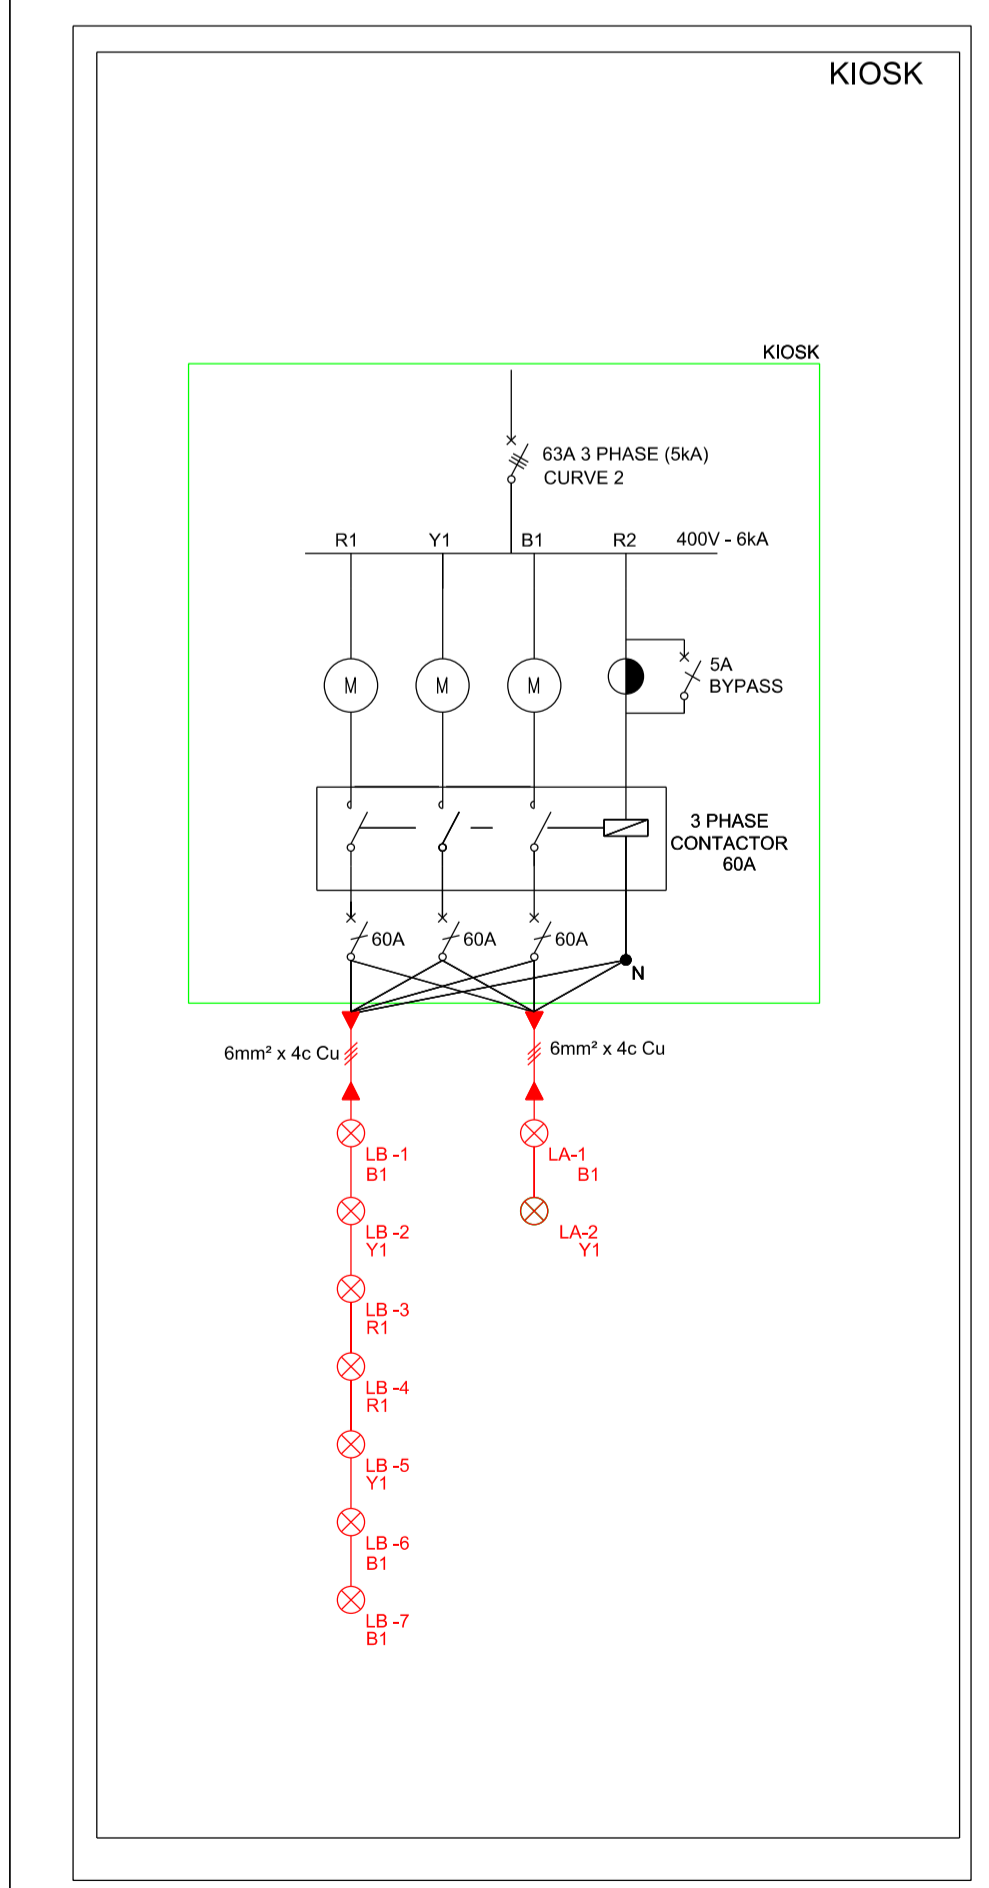 KIOSK
KIOSK
63A 3 PHASE (5kA)
CURVE 2
R1 Y1 B1 R2 400V - 6kA
M M M
5A
BYPASS
3 PHASE
CONTACTOR
60A
60A 60A 60A
N
6mm² x 4c Cu
6mm² x 4c Cu
LB -1
B1
LA-1
B1
LB -2
Y1
LA-2
Y1
LB -3
R1
LB -4
R1
LB -5
Y1
LB -6
B1
LB -7
B1